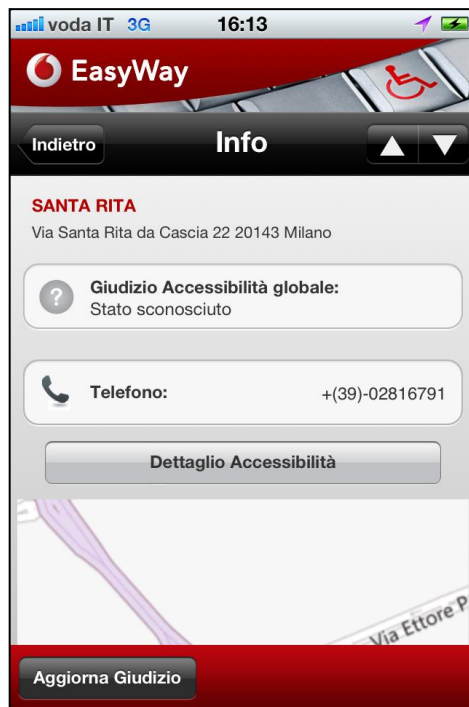 voda IT 3G 16:13
EasyWay
Indietro Info
SANTA RITA
Via Santa Rita da Cascia 22 20143 Milano
? Giudizio Accessibilità globale:
Stato sconosciuto
Telefono: +(39)-02816791
Dettaglio Accessibilità
Via Ettore P
Aggiorna Giudizio